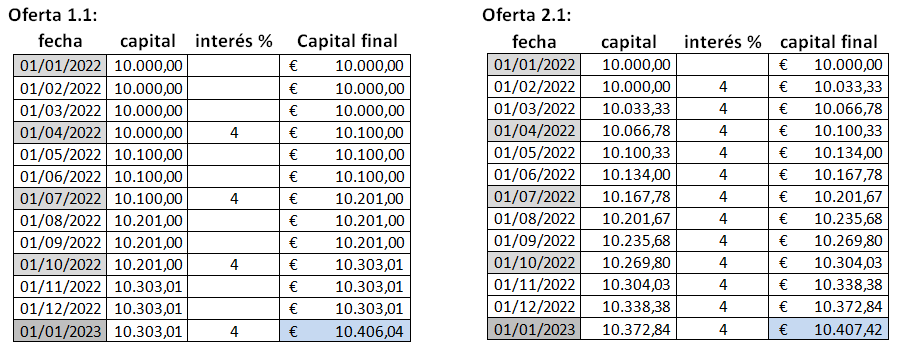 Oferta 1.1:
fecha capital interés % Capital final
01/01/2022 10.000,00 € 10.000,00
01/02/2022 10.000,00 € 10.000,00
01/03/2022 10.000,00 € 10.000,00
01/04/2022 10.000,00 4 € 10.100,00
01/05/2022 10.100,00 € 10.100,00
01/06/2022 10.100,00 € 10.100,00
01/07/2022 10.100,00 4 € 10.201,00
01/08/2022 10.201,00 € 10.201,00
01/09/2022 10.201,00 € 10.201,00
01/10/2022 10.201,00 4 € 10.303,01
01/11/2022 10.303,01 € 10.303,01
01/12/2022 10.303,01 € 10.303,01
01/01/2023 10.303,01 4 € 10.406,04
Oferta 2.1:
fecha capital interés % capital final
01/01/2022 10.000,00 € 10.000,00
01/02/2022 10.000,00 4 € 10.033,33
01/03/2022 10.033,33 4 € 10.066,78
01/04/2022 10.066,78 4 € 10.100,33
01/05/2022 10.100,33 4 € 10.134,00
01/06/2022 10.134,00 4 € 10.167,78
01/07/2022 10.167,78 4 € 10.201,67
01/08/2022 10.201,67 4 € 10.235,68
01/09/2022 10.235,68 4 € 10.269,80
01/10/2022 10.269,80 4 € 10.304,03
01/11/2022 10.304,03 4 € 10.338,38
01/12/2022 10.338,38 4 € 10.372,84
01/01/2023 10.372,84 4 € 10.407,42